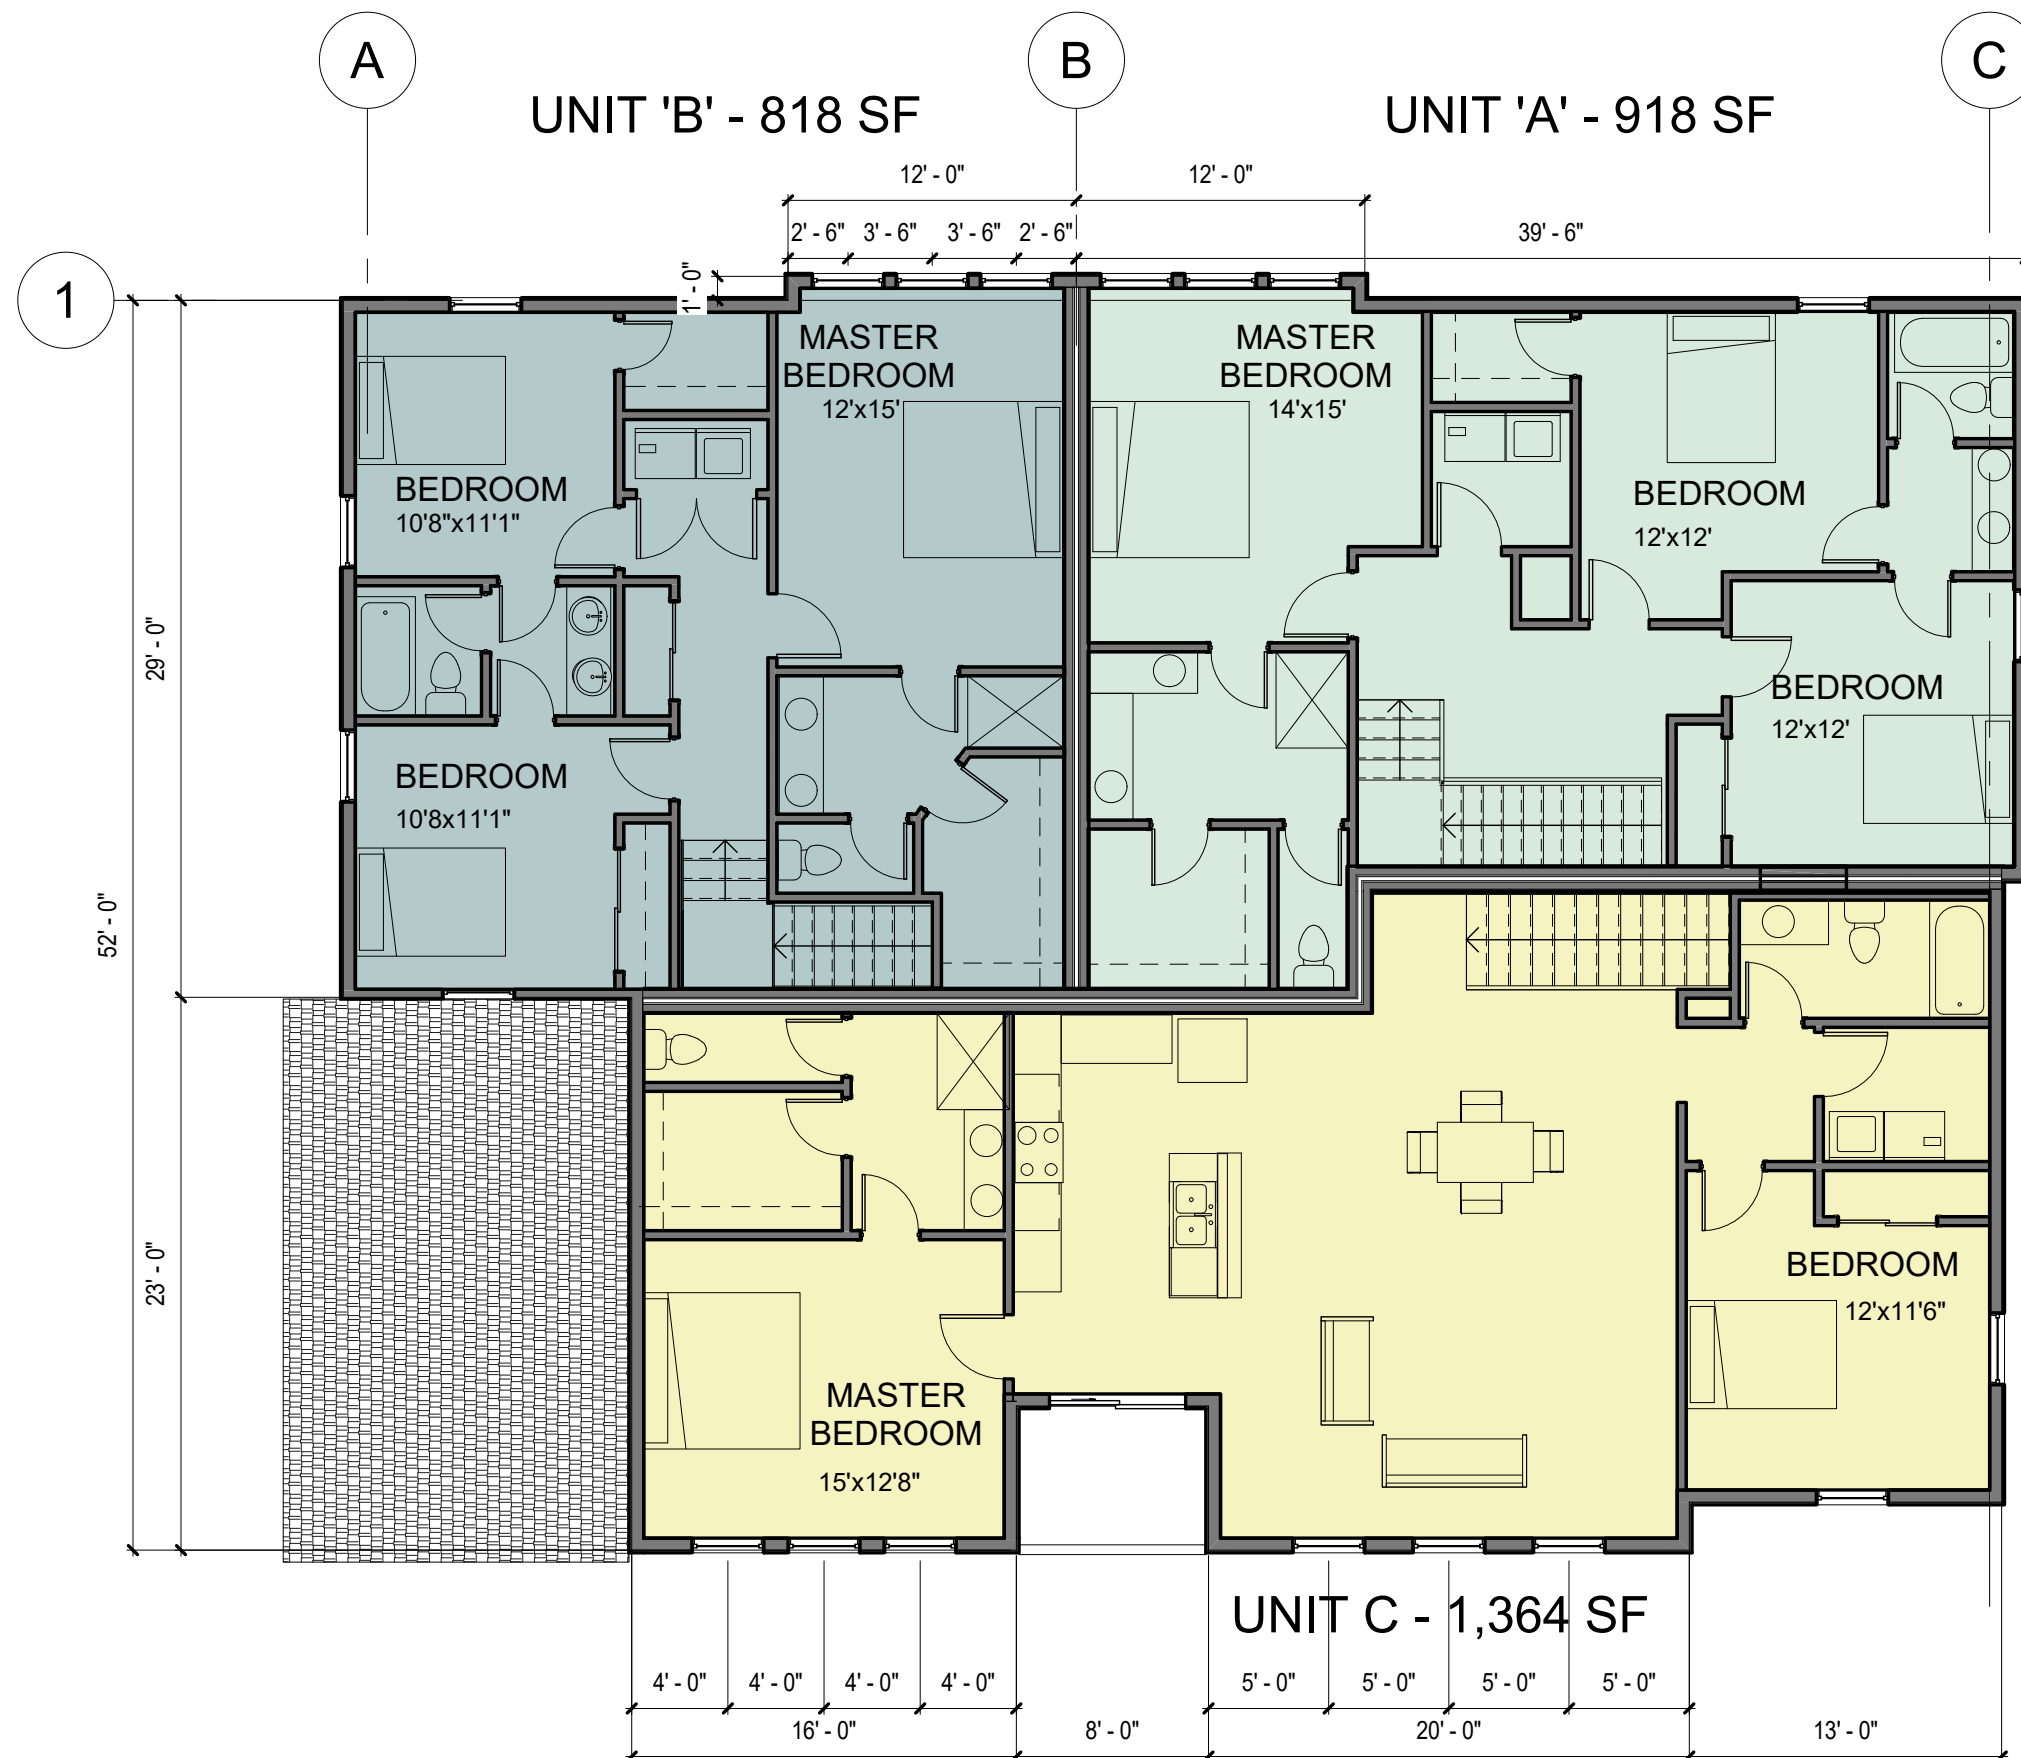 A
B
C
UNIT 'B' - 818 SF
UNIT 'A' - 918 SF
12' - 0"
12' - 0"
2' - 6"
3' - 6"
3' - 6"
2' - 6"
39' - 6"
1' - 0"
1
MASTER
BEDROOM
12'x15'
MASTER
BEDROOM
14'x15'
BEDROOM
10'8"x11'1"
BEDROOM
12'x12'
29' - 0"
BEDROOM
12'x12'
BEDROOM
10'8x11'1"
52' - 0"
23' - 0"
BEDROOM
12'x11'6"
MASTER
BEDROOM
15'x12'8"
UNIT C - 1,364 SF
4' - 0"
4' - 0"
4' - 0"
4' - 0"
5' - 0"
5' - 0"
5' - 0"
5' - 0"
16' - 0"
8' - 0"
20' - 0"
13' - 0"